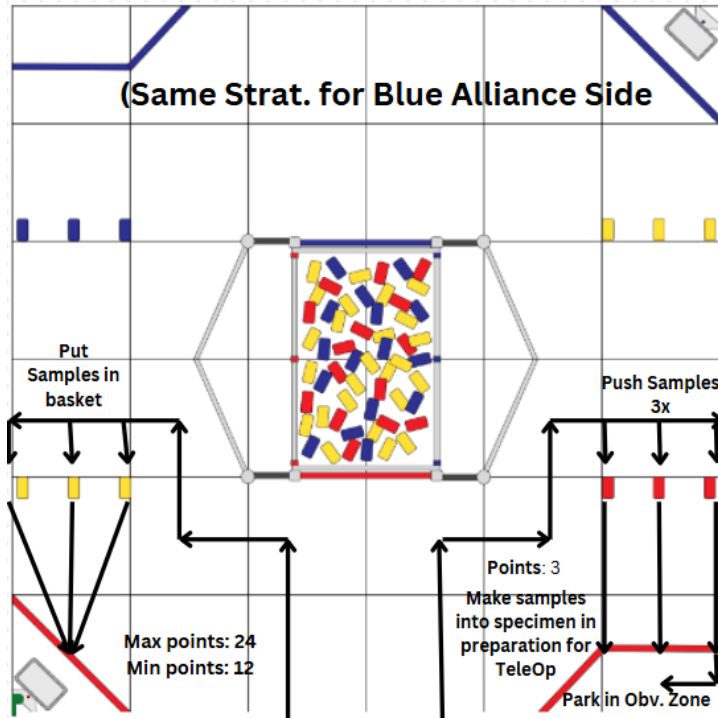 (Same Strat. for Blue Alliance Side
Put
Samples in
basket
Push Samples
3x
Points: 3
Make samples
into specimen in
preparation for
TeleOp
Max points: 24
Min points: 12
Park in Obv. Zone